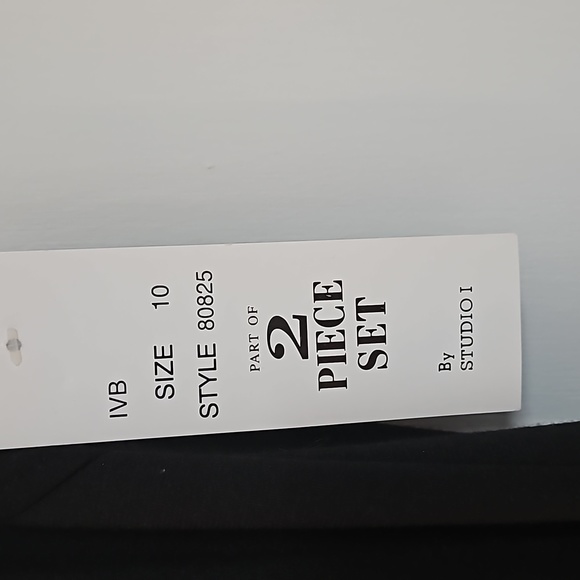 IVB
SIZE 10
STYLE 80825
PART OF
2
PIECE
SET
By
STUDIO I